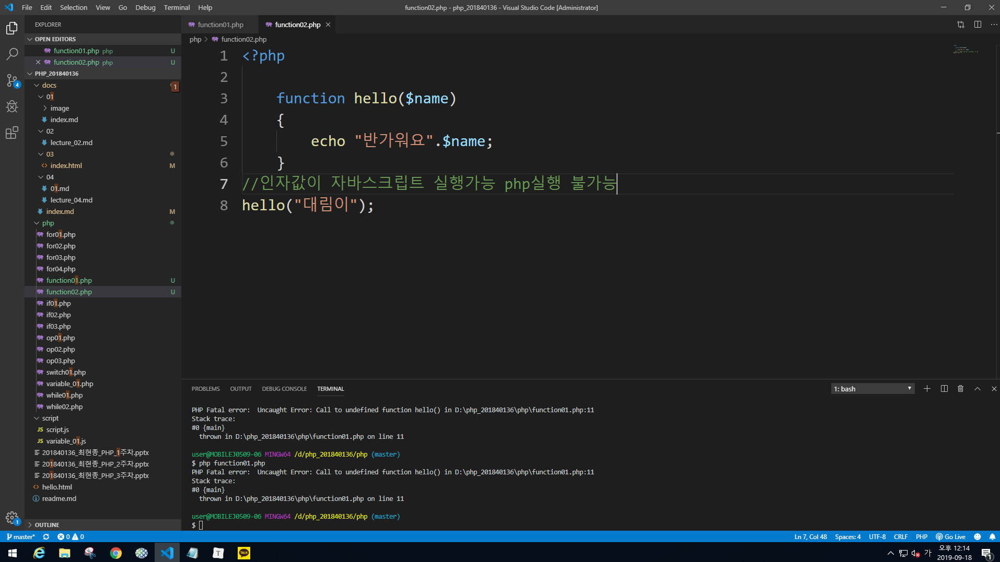 File Edit Selection View Go Debug Terminal Help
function02.php - php_201840136 - Visual Studio Code [Administrator]
EXPLORER
function01.php
function02.php
OPEN EDITORS
function01.php php U
function02.php php U
PHP_201840136
docs
1
01
image
index.md
02
lecture_02.md
03
index.html M
04
01.md
lecture_04.md
index.md M
php
for01.php
for02.php
for03.php
for04.php
function01.php U
function02.php U
if01.php
if02.php
if03.php
op01.php
op02.php
op03.php
switch01.php
variable_01.php
while01.php
while02.php
script
JS script.js
JS variable_01.js
201840136_최현종_PHP_1주차.pptx
201840136_최현종_PHP_2주차.pptx
201840136_최현종_PHP_3주차.pptx
hello.html
readme.md
OUTLINE
4
1
php > function02.php
1 <?php
2
3 function hello($name)
4 {
5 echo "반가워요".$name;
6 }
7 //인자값이 자바스크립트 실행가능 php실행 불가능
8 hello("대림이");
PROBLEMS OUTPUT DEBUG CONSOLE TERMINAL
1: bash
PHP Fatal error:  Uncaught Error: Call to undefined function hello() in D:\php_201840136\php\function01.php:11
Stack trace:
#0 {main}
  thrown in D:\php_201840136\php\function01.php on line 11
user@MOBILEJ0509-06 MINGW64 /d/php_201840136/php (master)
$ php function01.php
PHP Fatal error:  Uncaught Error: Call to undefined function hello() in D:\php_201840136\php\function01.php:11
Stack trace:
#0 {main}
  thrown in D:\php_201840136\php\function01.php on line 11
user@MOBILEJ0509-06 MINGW64 /d/php_201840136/php (master)
$
master* 0 0
Ln 7, Col 48 Spaces: 4 UTF-8 CRLF PHP Go Live
T
TALK
가
오후 12:14
2019-09-18
1